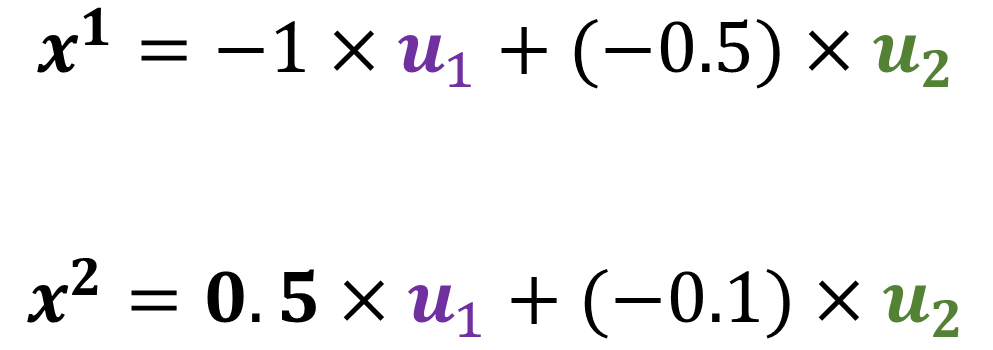 x¹ = −1 × u₁ + (−0.5) × u₂
x² = 0.5 × u₁ + (−0.1) × u₂